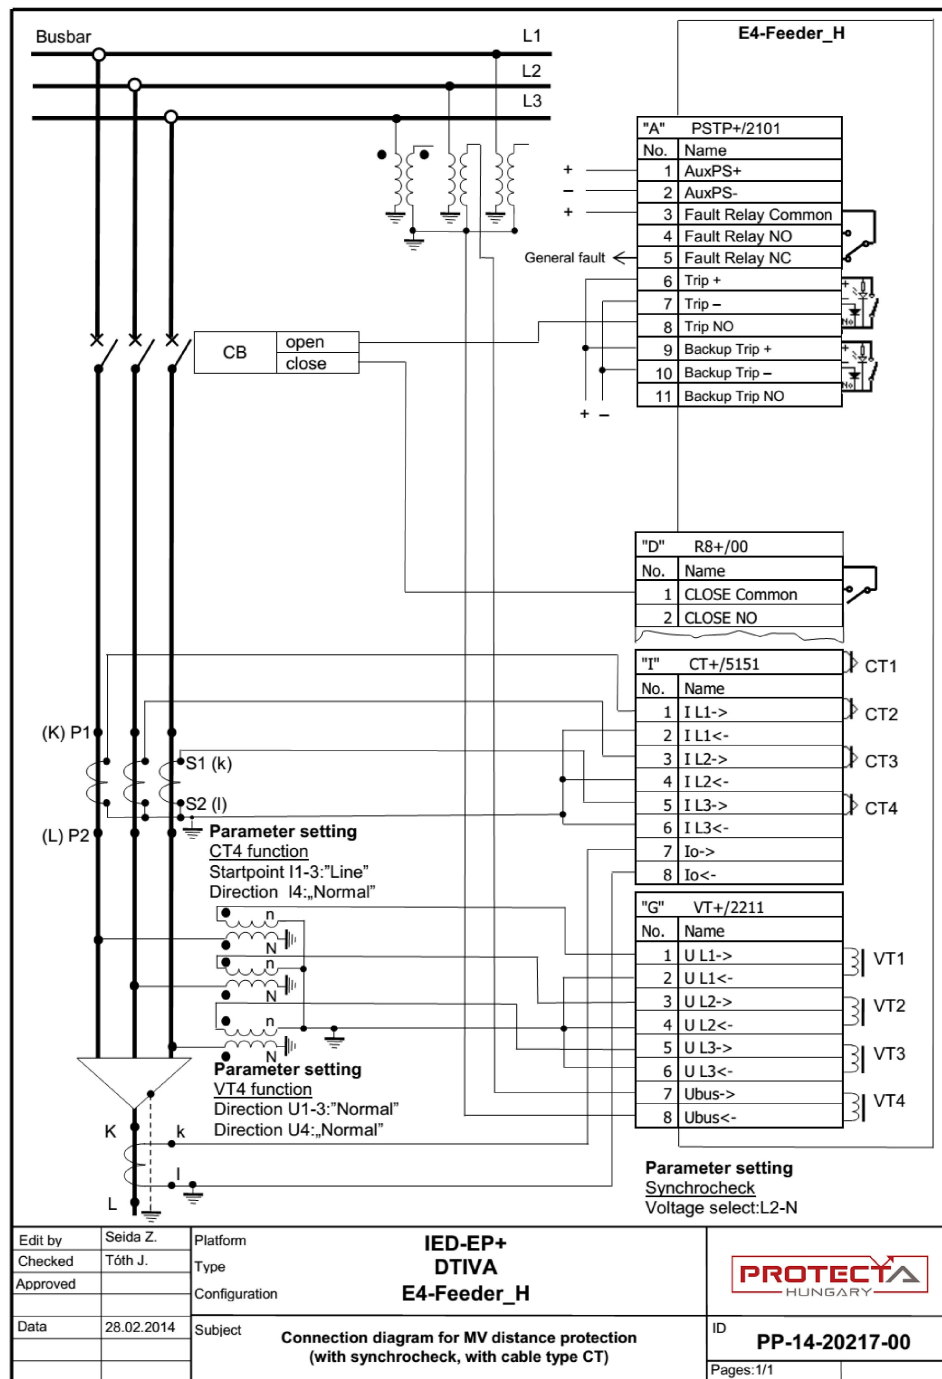 Busbar
L1
L2
L3
E4-Feeder_H
"A" PSTP+/2101
No. Name
1 AuxPS+
2 AuxPS-
3 Fault Relay Common
4 Fault Relay NO
5 Fault Relay NC
6 Trip +
7 Trip –
8 Trip NO
9 Backup Trip +
10 Backup Trip –
11 Backup Trip NO
+
–
+
General fault
+ –
CB
open
close
"D" R8+/00
No. Name
1 CLOSE Common
2 CLOSE NO
"I" CT+/5151
No. Name
1 I L1->
2 I L1<-
3 I L2->
4 I L2<-
5 I L3->
6 I L3<-
7 Io->
8 Io<-
CT1
CT2
CT3
CT4
(K) P1
S1 (k)
S2 (l)
(L) P2
Parameter setting
CT4 function
Startpoint I1-3:"Line"
Direction I4:„Normal"
"G" VT+/2211
No. Name
1 U L1->
2 U L1<-
3 U L2->
4 U L2<-
5 U L3->
6 U L3<-
7 Ubus->
8 Ubus<-
VT1
VT2
VT3
VT4
n
N
n
N
n
N
Parameter setting
VT4 function
Direction U1-3:"Normal"
Direction U4:„Normal"
K
k
l
L
Parameter setting
Synchrocheck
Voltage select:L2-N
Edit by Seida Z.
Checked Tóth J.
Approved
Data 28.02.2014
Platform IED-EP+
Type DTIVA
Configuration E4-Feeder_H
Subject Connection diagram for MV distance protection
(with synchrocheck, with cable type CT)
PROTECTA
HUNGARY
ID
PP-14-20217-00
Pages:1/1